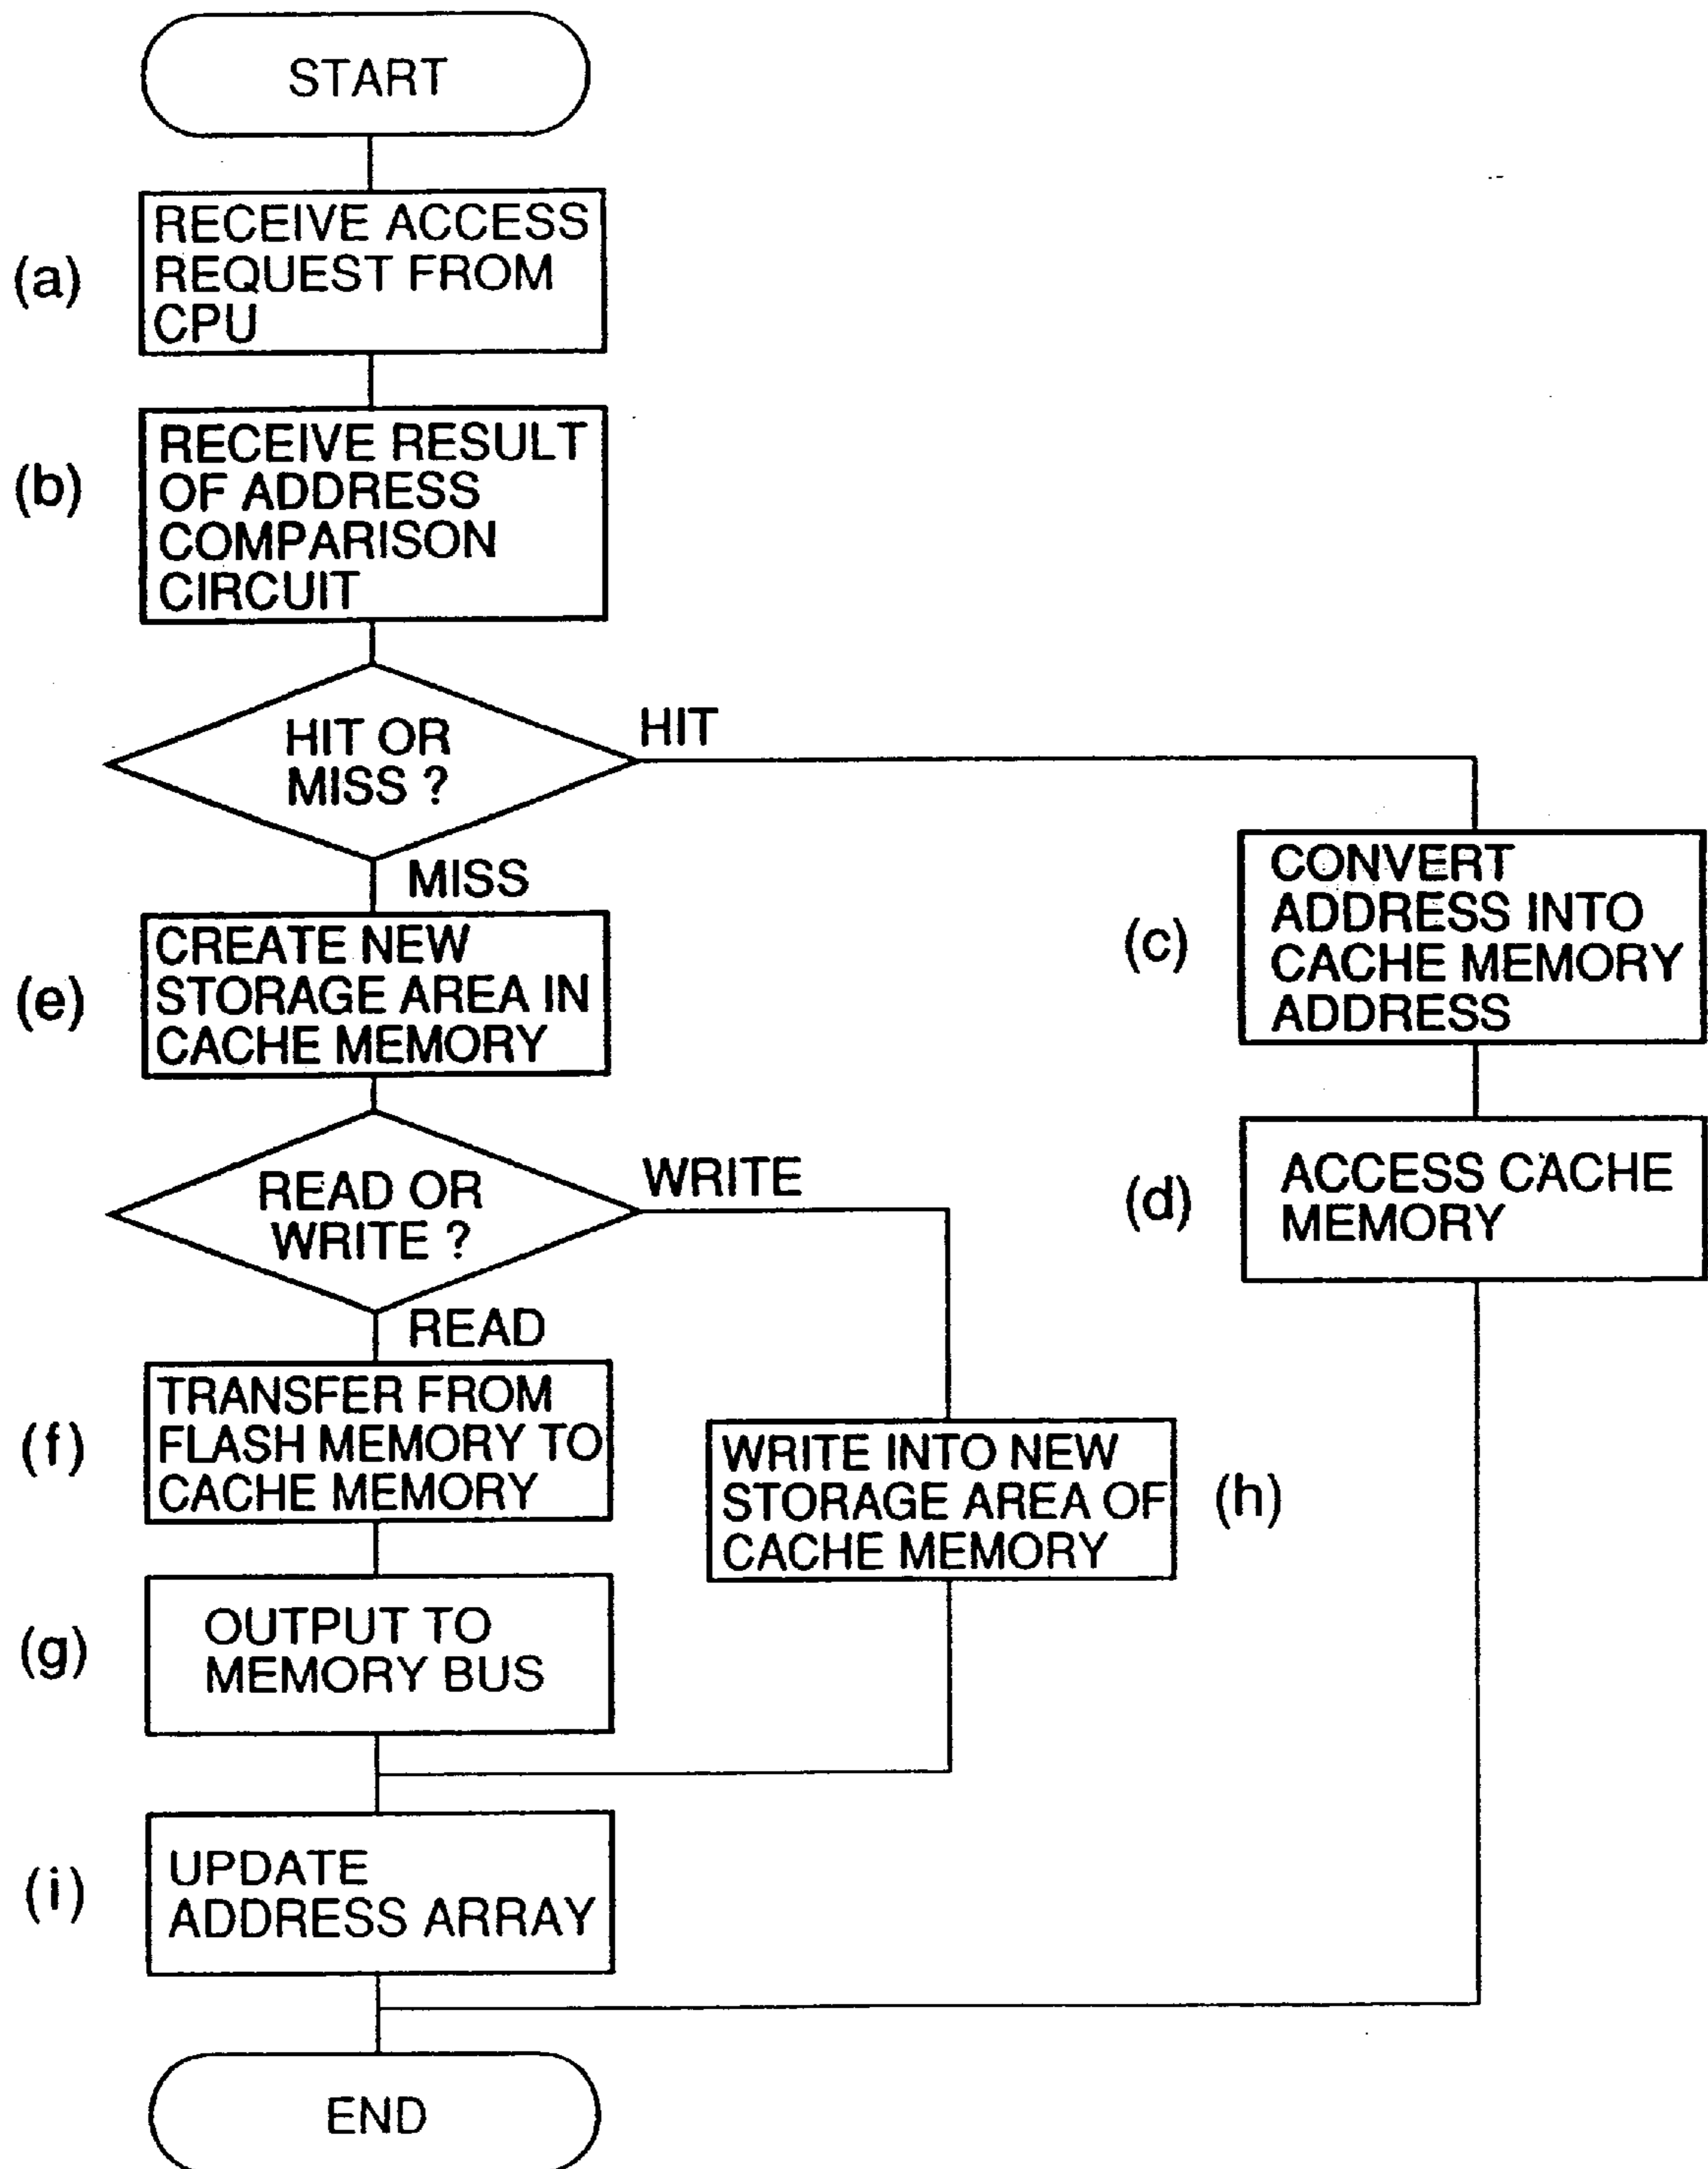 START
(a)
RECEIVE ACCESS
REQUEST FROM
CPU
(b)
RECEIVE RESULT
OF ADDRESS
COMPARISON
CIRCUIT
HIT OR
MISS ?
HIT
MISS
(c)
CONVERT
ADDRESS INTO
CACHE MEMORY
ADDRESS
(d)
ACCESS CACHE
MEMORY
(e)
CREATE NEW
STORAGE AREA IN
CACHE MEMORY
READ OR
WRITE ?
WRITE
READ
(f)
TRANSFER FROM
FLASH MEMORY TO
CACHE MEMORY
(g)
OUTPUT TO
MEMORY BUS
WRITE INTO NEW
STORAGE AREA OF
CACHE MEMORY
(h)
(i)
UPDATE
ADDRESS ARRAY
END